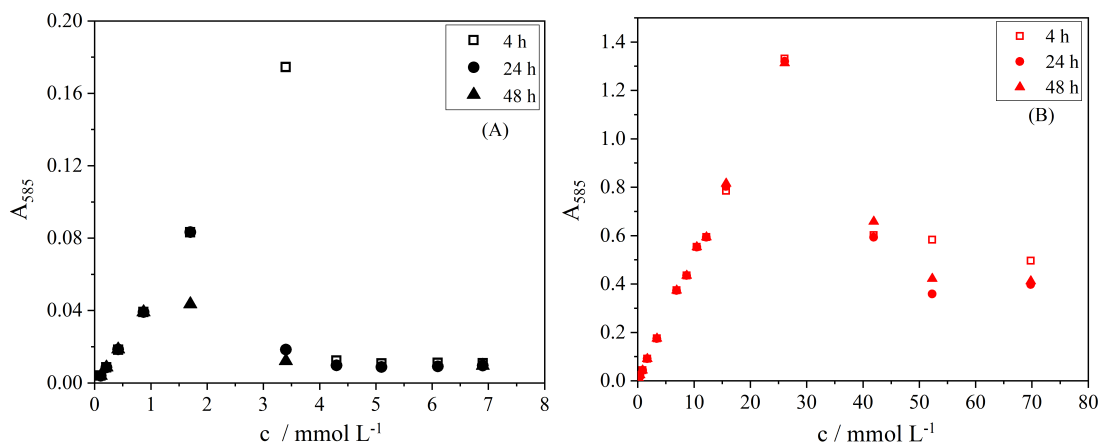 0.20
0.16
0.12
0.08
0.04
0.00
A585
0 1 2 3 4 5 6 7 8
c / mmol L-1
4 h
24 h
48 h
(A)
1.4
1.2
1.0
0.8
0.6
0.4
0.2
0.0
A585
0 10 20 30 40 50 60 70 80
c / mmol L-1
4 h
24 h
48 h
(B)